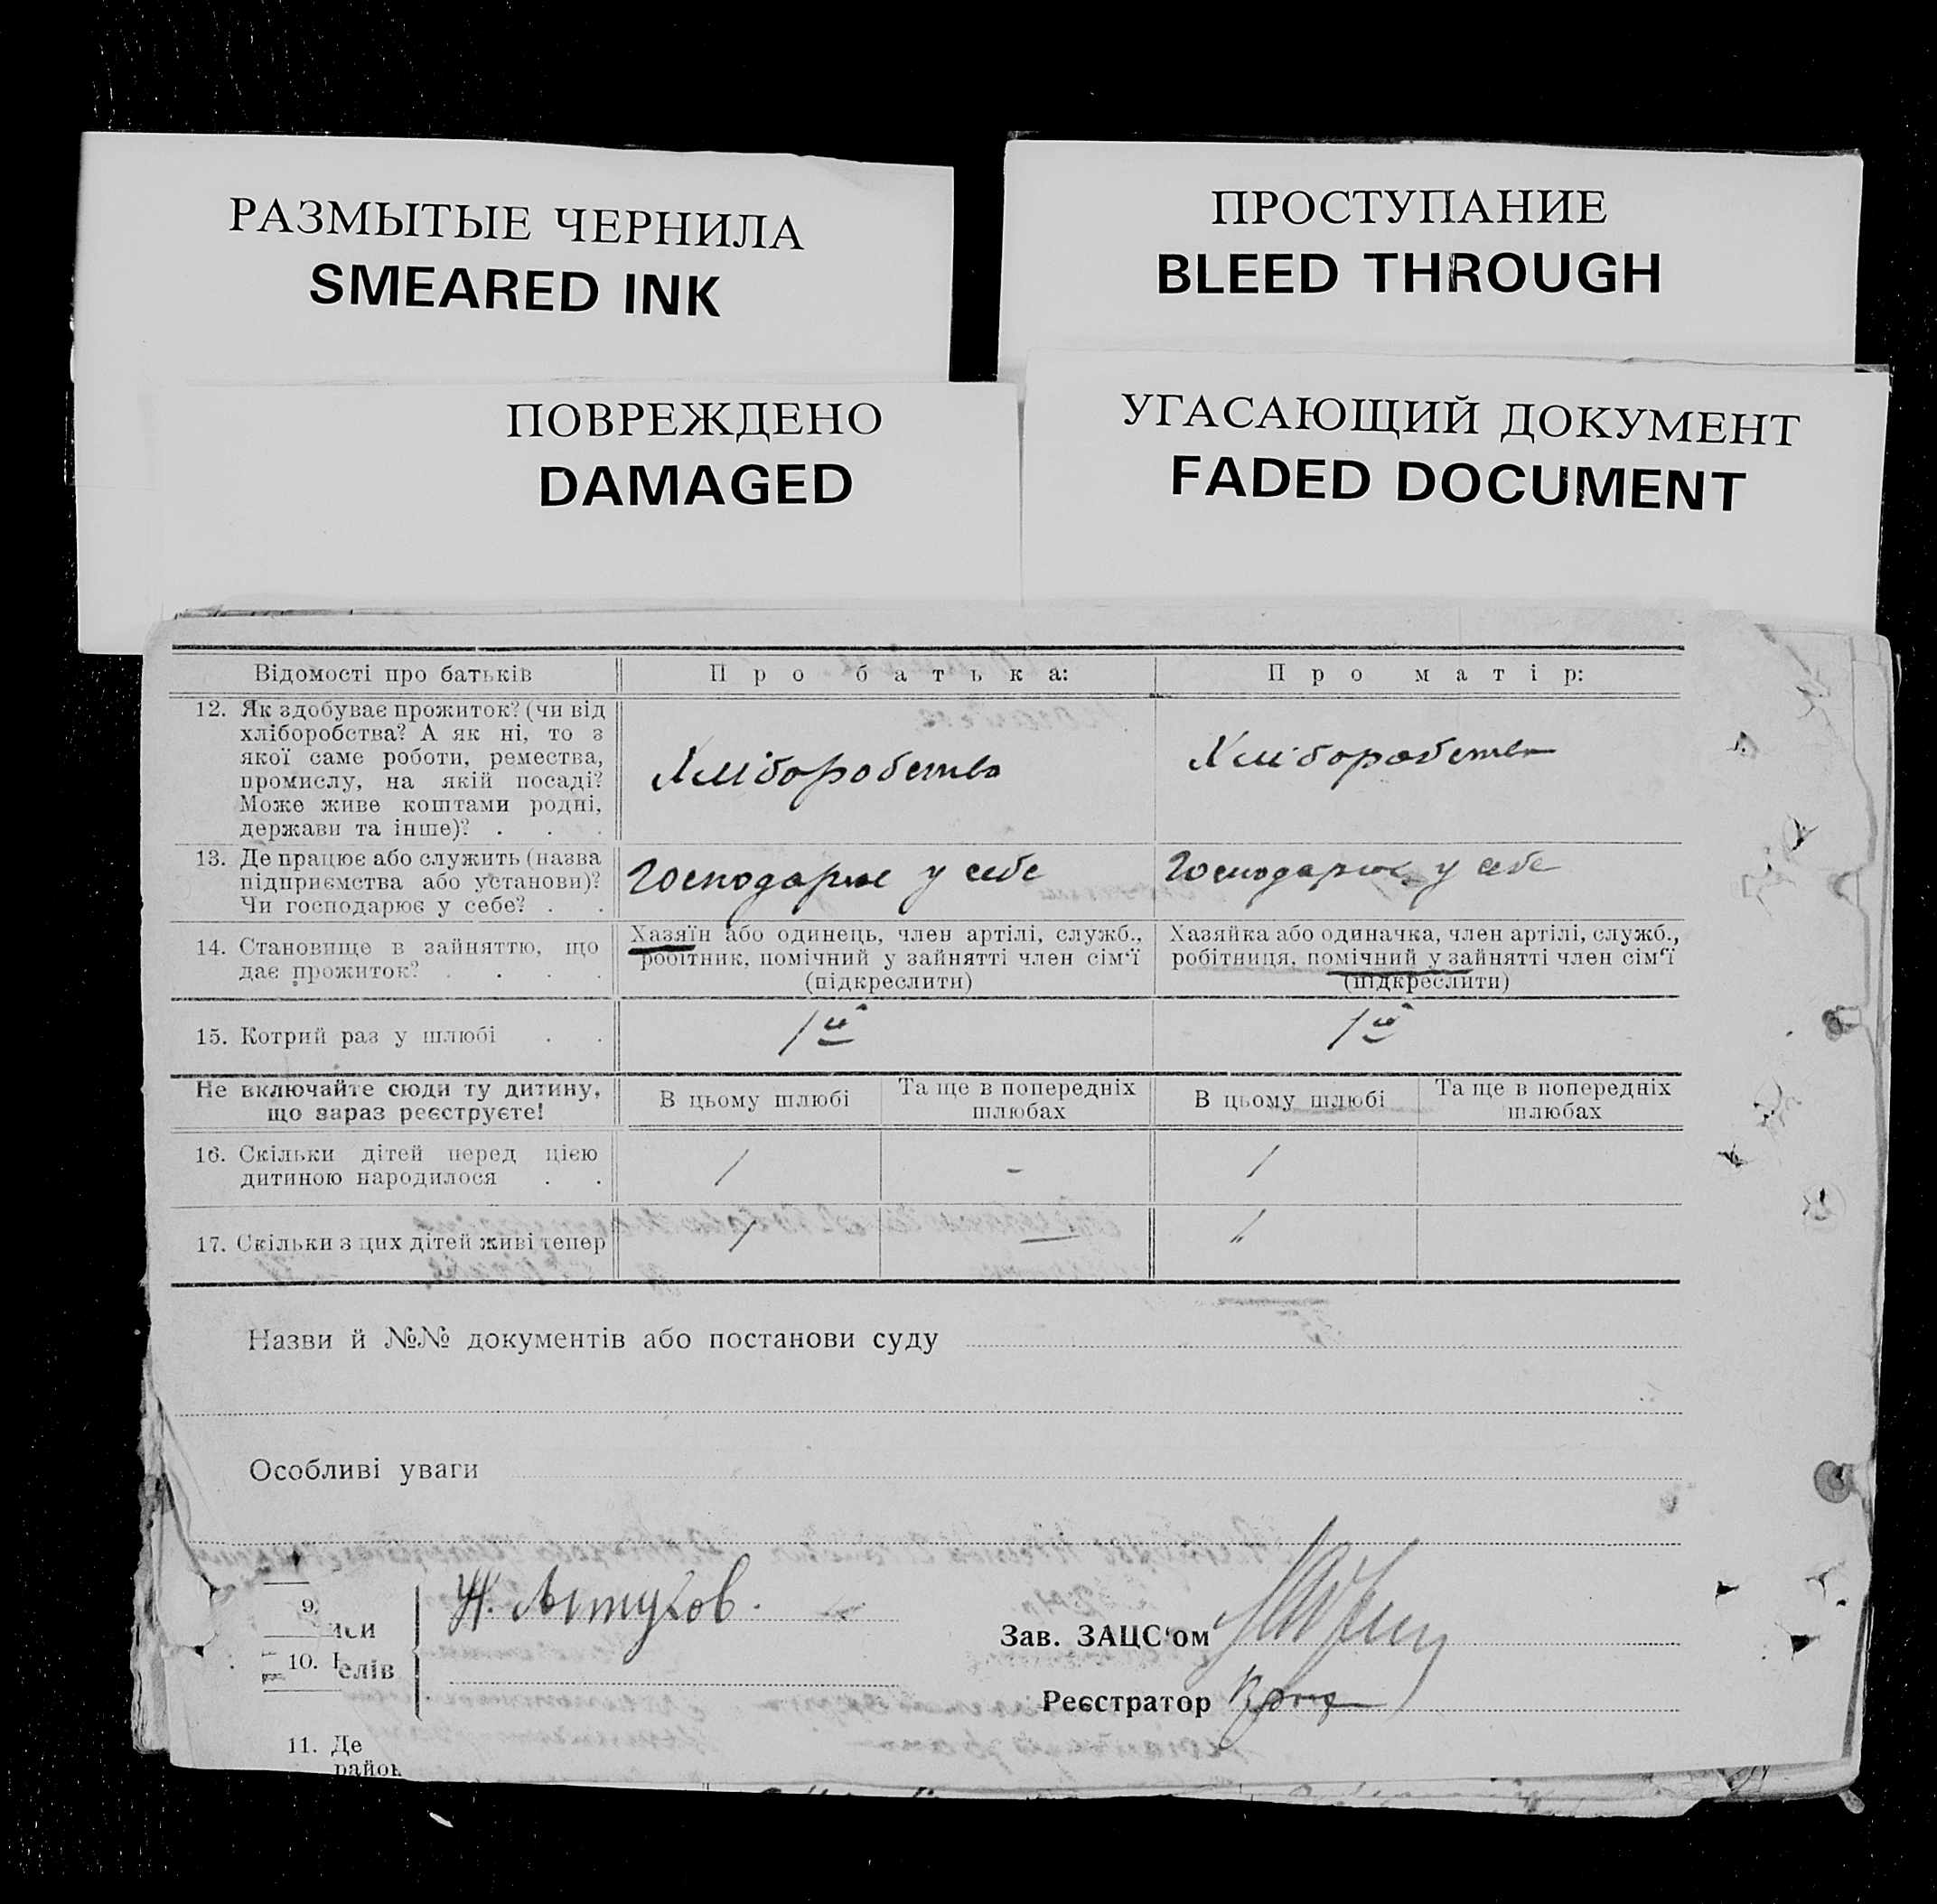 РАЗМЫТЫЕ ЧЕРНИЛА
SMEARED INK
ПРОСТУПАНИЕ
BLEED THROUGH
ПОВРЕЖДЕНО
DAMAGED
УГАСАЮЩИЙ ДОКУМЕНТ
FADED DOCUMENT
Відомості про батьків
Про батька:
Про матір:
12. Як здобуває прожиток? (чи від
хліборобства? А як ні, то з
якої саме роботи, ремества,
промислу, на якій посаді?
Може живе коштами родні,
держави та інше)? . . .
Хліборобство
Хліборобство
13. Де працює або служить (назва
підприємства або установи)?
Чи господарює у себе? . .
Господарює у себе
Господарює у себе
14. Становище в зайняттю, що
дає прожиток? . . . .
Хазяїн або одинець, член артілі, служб.,
робітник, помічний у зайнятті член сім'ї
(підкреслити)
Хазяйка або одиначка, член артілі, служб.,
робітниця, помічний у зайнятті член сім'ї
(підкреслити)
15. Котрий раз у шлюбі . .
1й
1й
Не включайте сюди ту дитину,
що зараз реєструєте!
В цьому шлюбі
Та ще в попередніх
шлюбах
В цьому шлюбі
Та ще в попередніх
шлюбах
16. Скільки дітей перед цією
дитиною народилося . .
1
-
1
17. Скільки з цих дітей живі тепер
1
—
"
Назви й №№ документів або постанови суду
Особливі уваги
9.
иси
10.
елів
Зав. ЗАЦС'ом
Реєстратор
11. Де
район